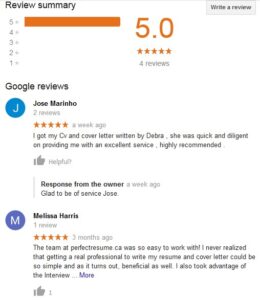 Review summary
Write a review
5
4
3
2
1
5.0
4 reviews
Google reviews
J
Jose Marinho
2 reviews
a week ago
I got my Cv and cover letter written by Debra , she was quick and diligent
on providing me with an excellent service , highly recommended .
Helpful?
Response from the owner a week ago
Glad to be of service Jose.
M
Melissa Harris
1 review
3 months ago
The team at perfectresume.ca was so easy to work with! I never realized
that getting a real professional to write my resume and cover letter could be
so simple and as it turns out, beneficial as well. I also took advantage of
the Interview ... More
1